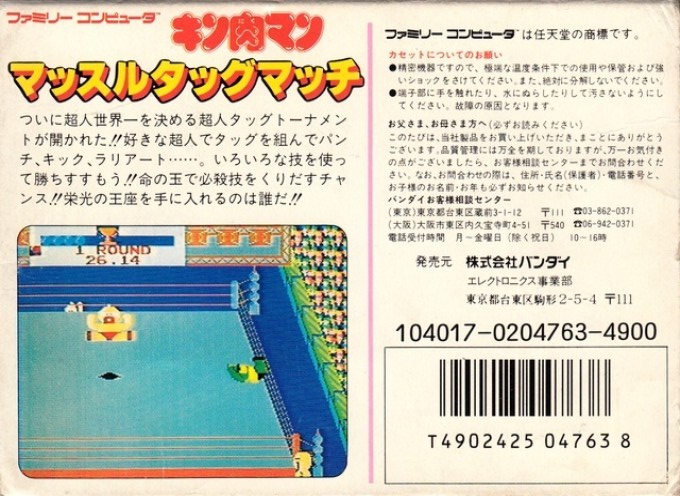 ファミリー コンピュータ™
キン肉マン
マッスルタッグマッチ
ついに超人世界一を決める超人タッグトーナメン
トが開かれた!!好きな超人でタッグを組んでパン
チ、キック、ラリアート……。いろいろな技を使っ
て勝ちすすもう!!命の玉で必殺技をくりだすチャ
ンス!!栄光の王座を手に入れるのは誰だ!!
1 ROUND
26.14
ファミリー コンピュータ™は任天堂の商標です。
カセットについてのお願い
●精密機器ですので、極端な温度条件下での使用や保管および強
いショックをさけてください。また、絶対に分解しないでください。
●端子部に手を触れたり、水にぬらしたりして汚さないようにし
てください。故障の原因となります。
お父さま、お母さま方へ(必ずお読みください)
このたびは、当社製品をお買い上げいただき、まことにありがとう
ございます。品質管理には万全を期しておりますが、万一お気付き
の点がございましたら、お客様相談センターまでお問合わせくださ
い。なお、お問合わせの際は、住所・氏名(保護者)・電話番号と、
お子様のお名前・お年も必ずお知らせください。
バンダイお客様相談センター
(東京)東京都台東区蔵前3-1-12 〒111 ☎03-862-0371
(大阪)大阪市東区内久宝寺町4-51 〒540 ☎06-942-0371
電話受付時間 月〜金曜日(除く祝日) 10〜16時
発売元 株式会社バンダイ
エレクトロニクス事業部
東京都台東区駒形2-5-4 〒111
104017-0204763-4900
T4902425 04763 8